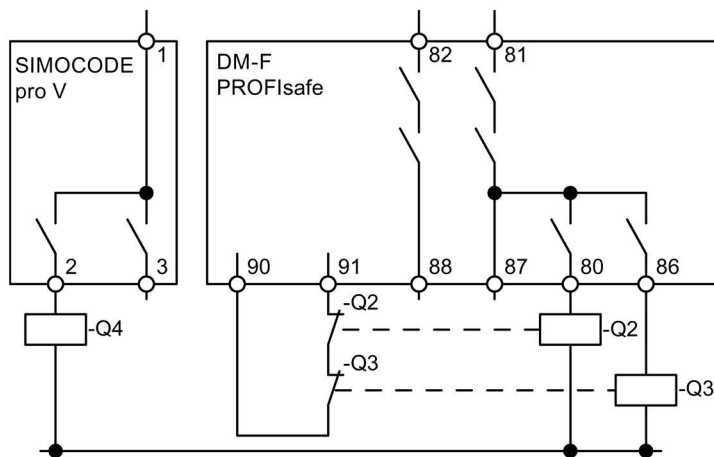 1
82
81
SIMOCODE
pro V
DM-F
PROFIsafe
2
3
90
91
88
87
80
86
-Q4
-Q2
-Q2
-Q3
-Q3